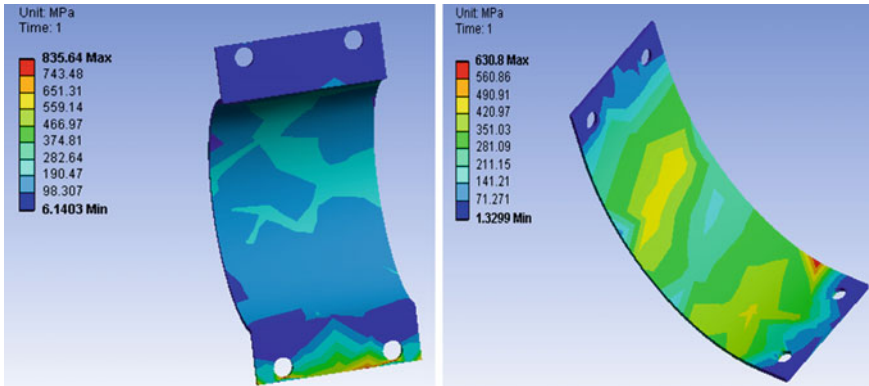 Unit: MPa
Time: 1
835.64 Max
743.48
651.31
559.14
466.97
374.81
282.64
190.47
98.307
6.1403 Min
Unit: MPa
Time: 1
630.8 Max
560.86
490.91
420.97
351.03
281.09
211.15
141.21
71.271
1.3299 Min